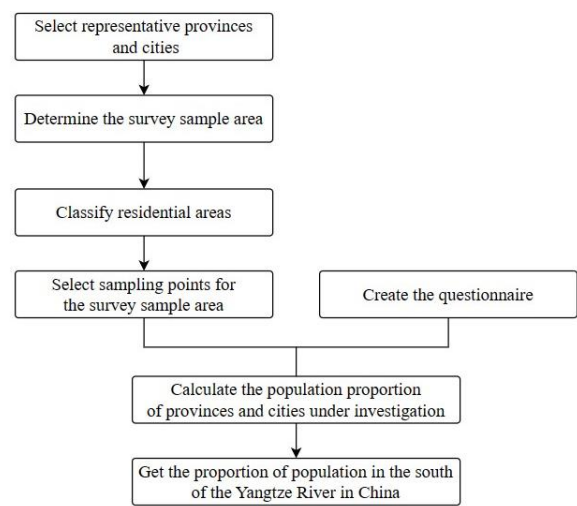 Select representative provinces
and cities
Determine the survey sample area
Classify residential areas
Select sampling points for
the survey sample area
Create the questionnaire
Calculate the population proportion
of provinces and cities under investigation
Get the proportion of population in the south
of the Yangtze River in China